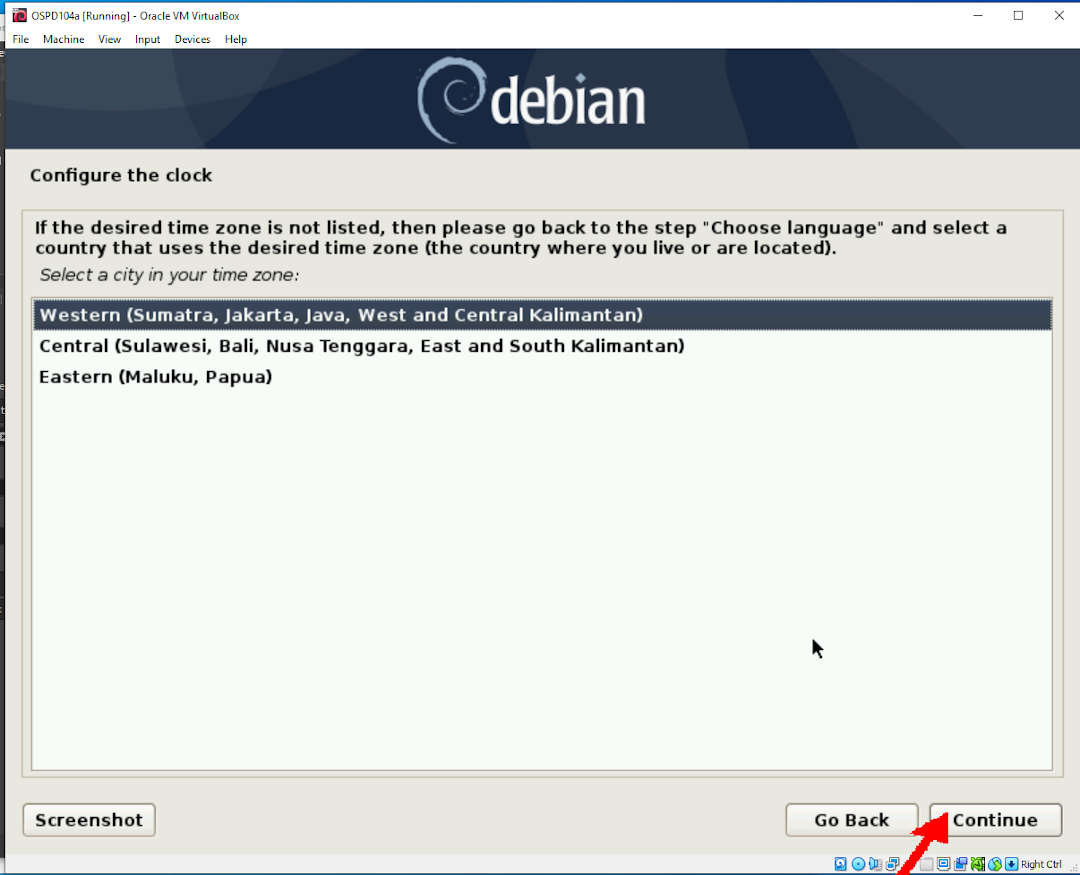 OSPD104a [Running] - Oracle VM VirtualBox
File Machine View Input Devices Help
debian
Configure the clock
If the desired time zone is not listed, then please go back to the step "Choose language" and select a
country that uses the desired time zone (the country where you live or are located).
Select a city in your time zone:
Western (Sumatra, Jakarta, Java, West and Central Kalimantan)
Central (Sulawesi, Bali, Nusa Tenggara, East and South Kalimantan)
Eastern (Maluku, Papua)
Screenshot Go Back Continue
Right Ctrl